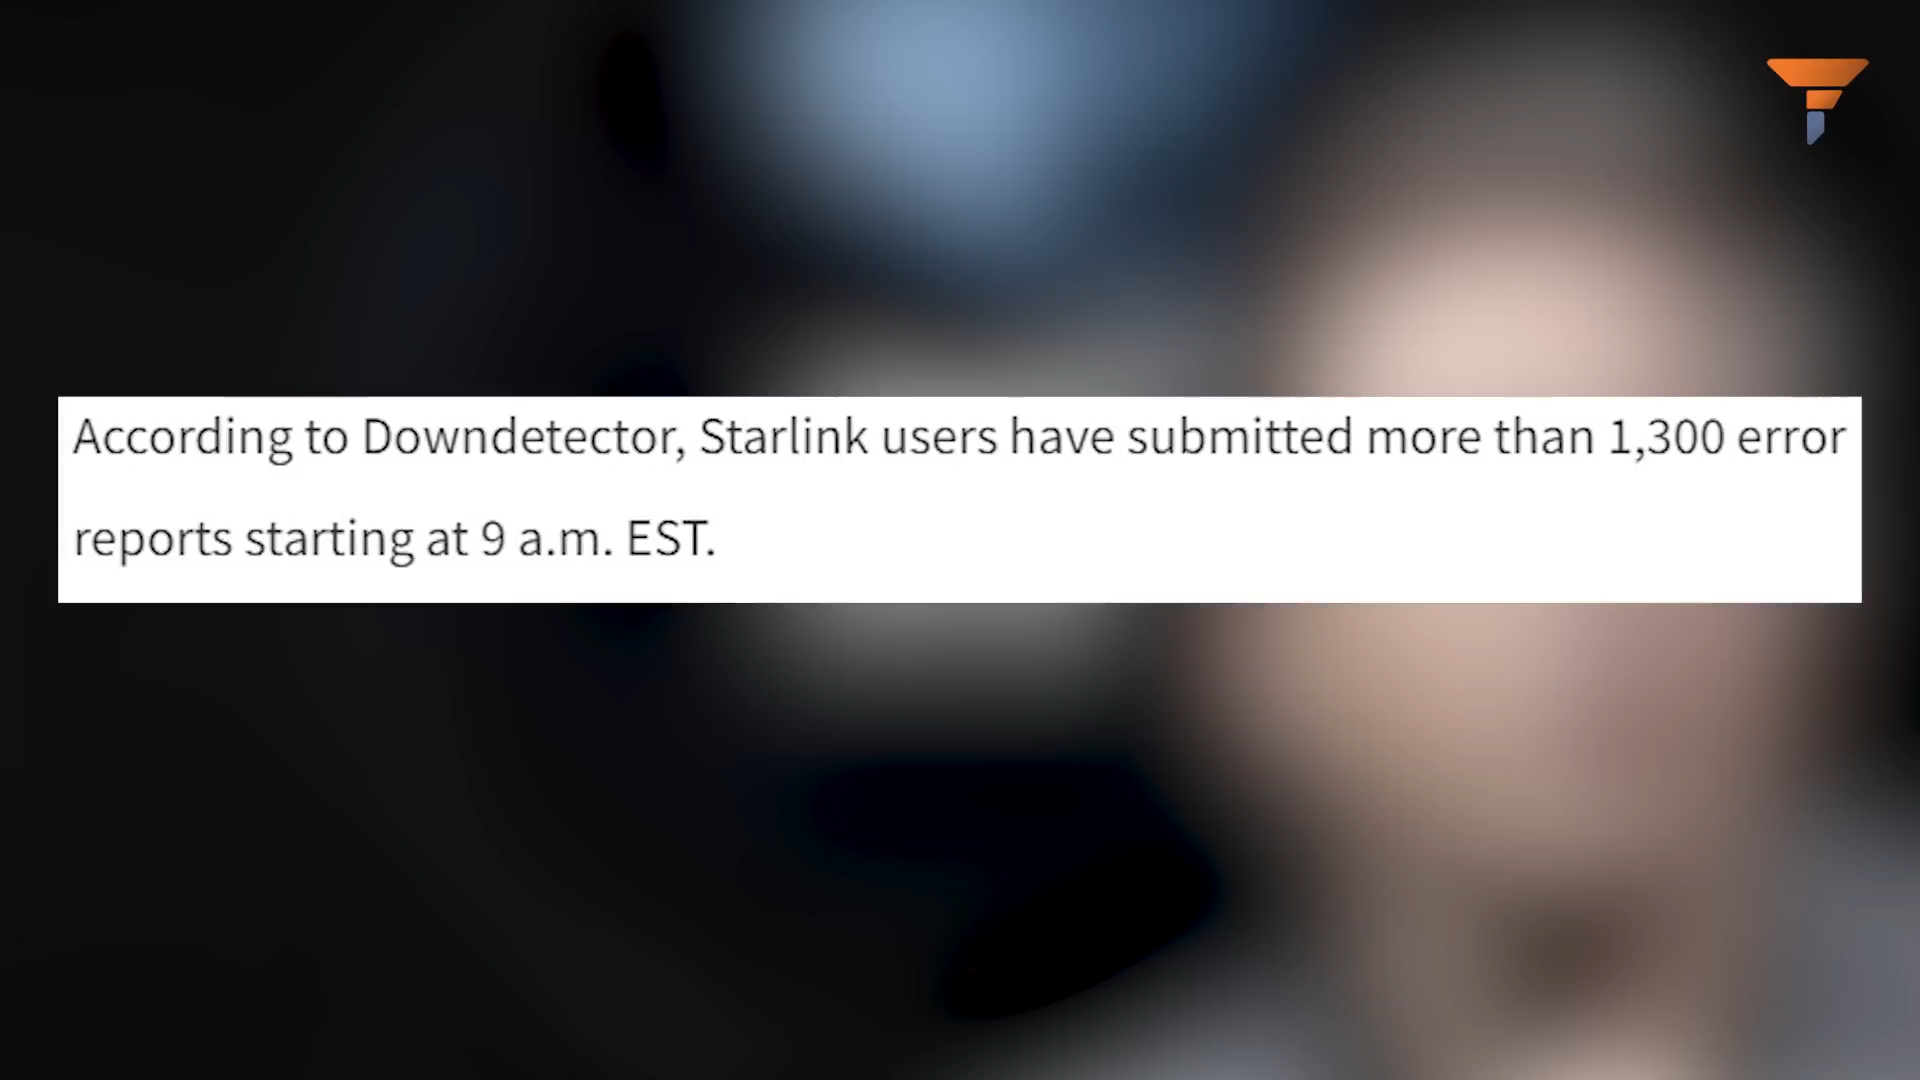 According to Downdetector, Starlink users have submitted more than 1,300 error
reports starting at 9 a.m. EST.